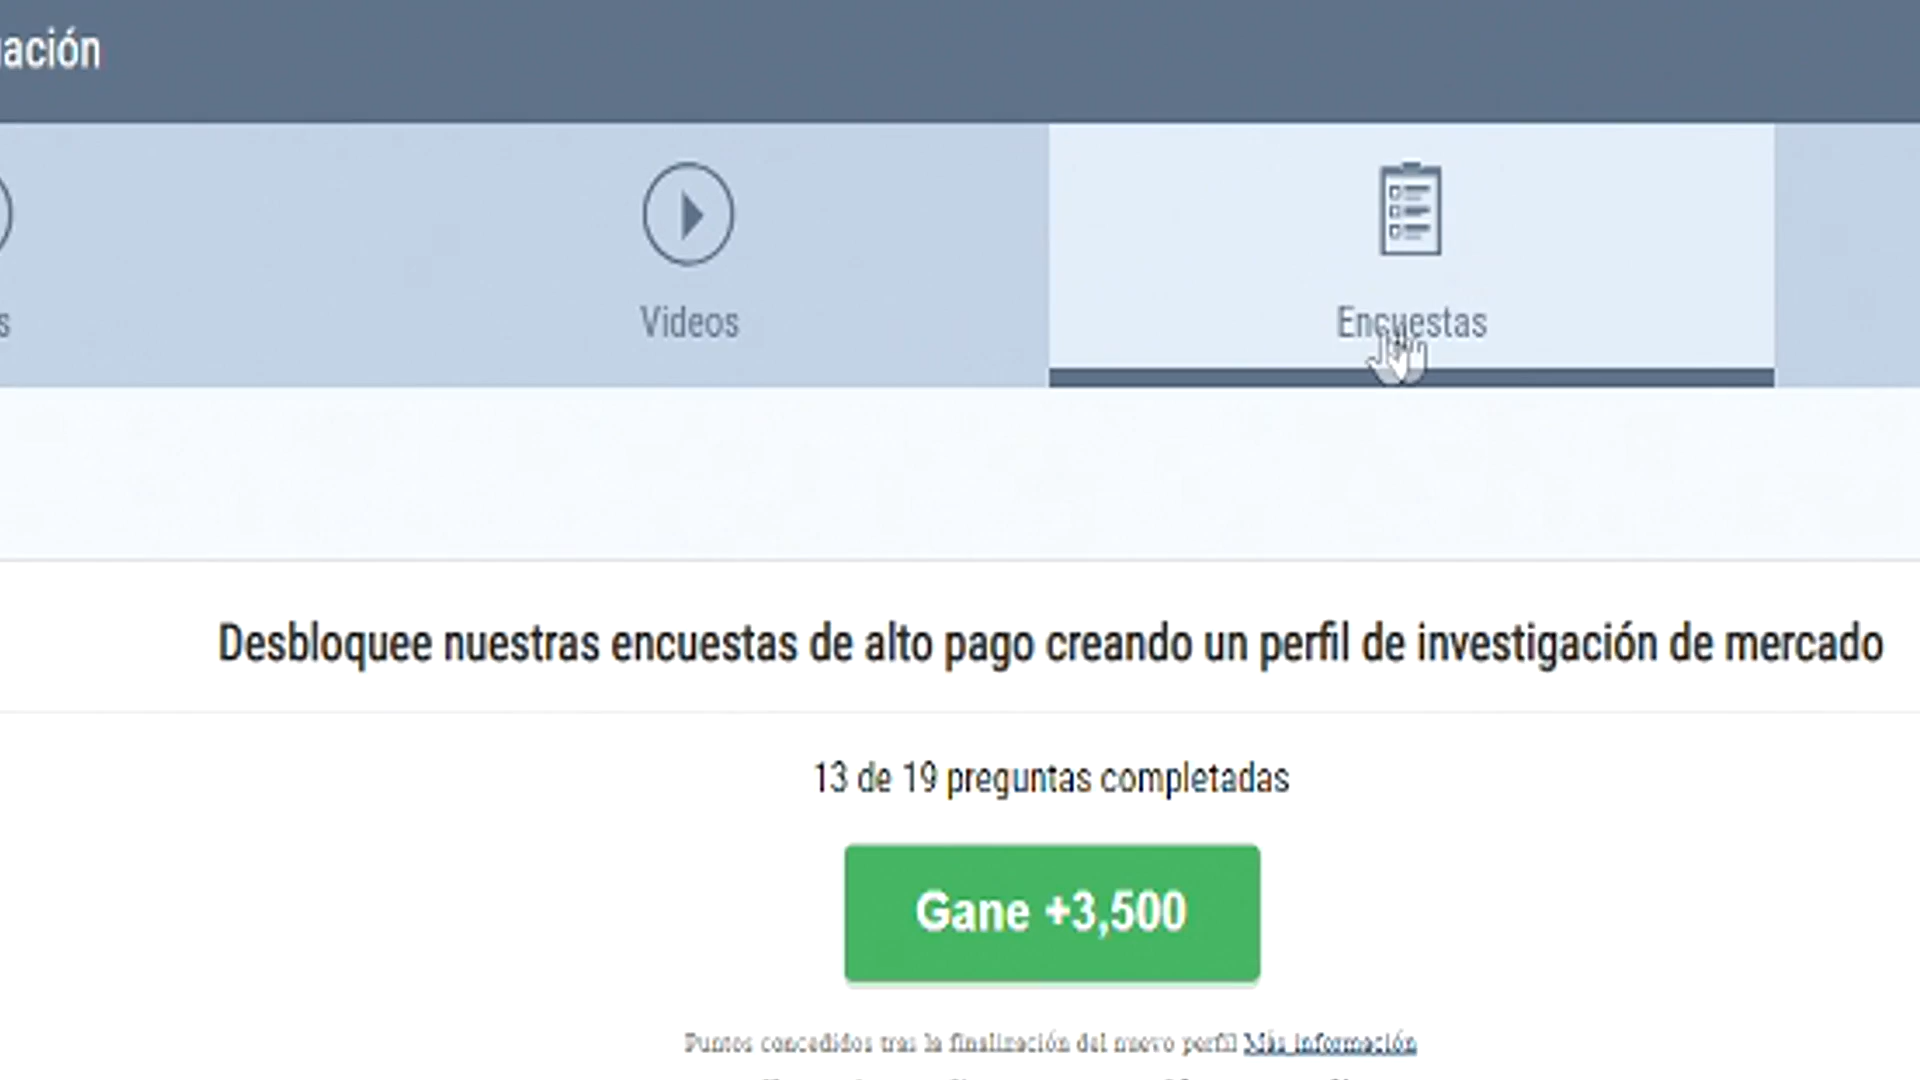 Videos
Encuestas
Desbloquee nuestras encuestas de alto pago creando un perfil de investigación de mercado
13 de 19 preguntas completadas
Gane +3,500
Puntos concedidos tras la finalización del nuevo perfil Más información